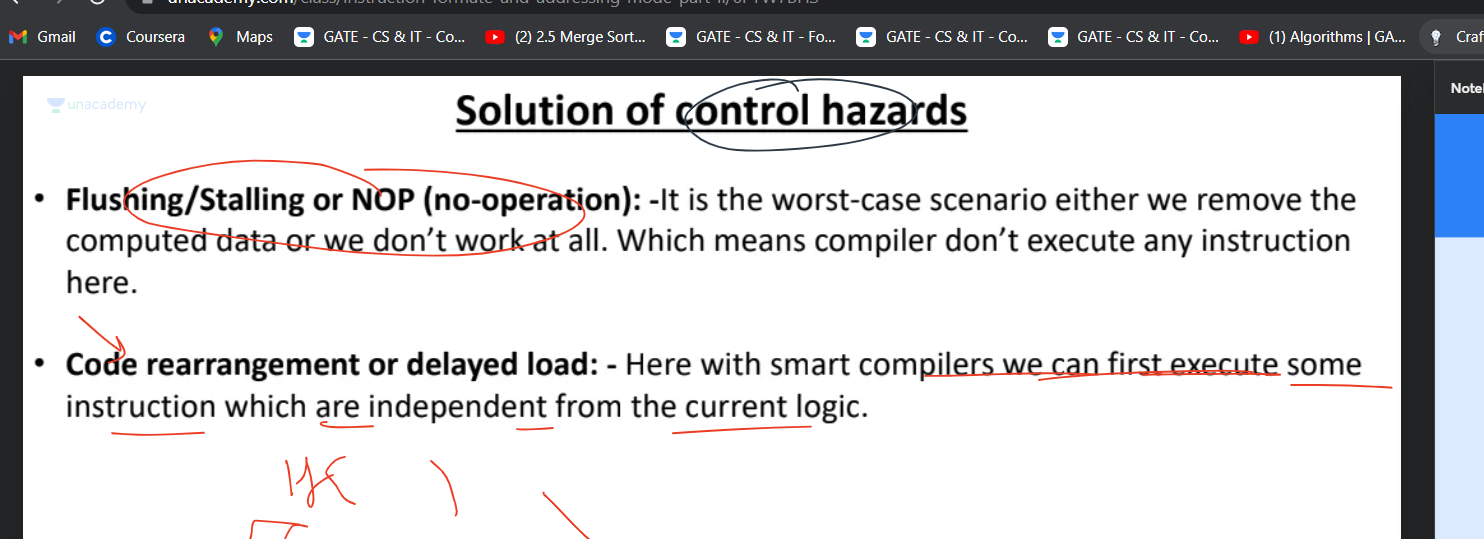 unacademy.com/class/instruction-formate-and-addressing-mode-part-ii/
Gmail Coursera Maps GATE - CS & IT - Co... (2) 2.5 Merge Sort... GATE - CS & IT - Fo... GATE - CS & IT - Co... GATE - CS & IT - Co... (1) Algorithms | GA... Craf
unacademy
Solution of control hazards
• Flushing/Stalling or NOP (no-operation): -It is the worst-case scenario either we remove the
computed data or we don't work at all. Which means compiler don't execute any instruction
here.
• Code rearrangement or delayed load: - Here with smart compilers we can first execute some
instruction which are independent from the current logic.